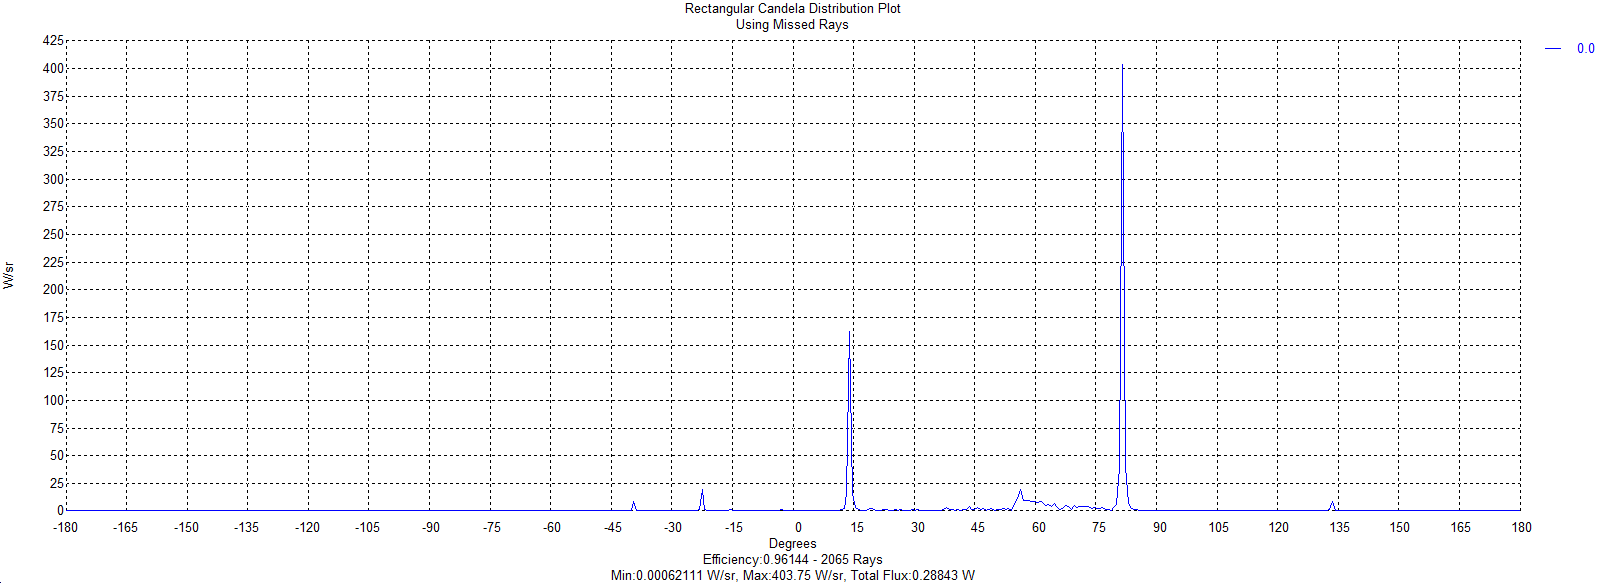 Rectangular Candela Distribution Plot
Using Missed Rays
0.0
425
400
375
350
325
300
275
250
225
200
175
150
125
100
75
50
25
0
W/sr
-180 -165 -150 -135 -120 -105 -90 -75 -60 -45 -30 -15 0 15 30 45 60 75 90 105 120 135 150 165 180
Degrees
Efficiency:0.96144 - 2065 Rays
Min:0.00062111 W/sr, Max:403.75 W/sr, Total Flux:0.28843 W